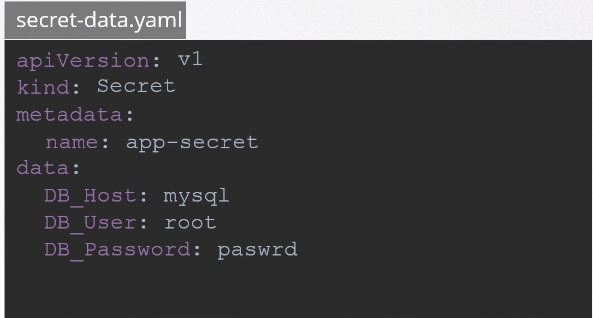 secret-data.yaml
apiVersion: v1
kind: Secret
metadata:
  name: app-secret
data:
  DB_Host: mysql
  DB_User: root
  DB_Password: paswrd